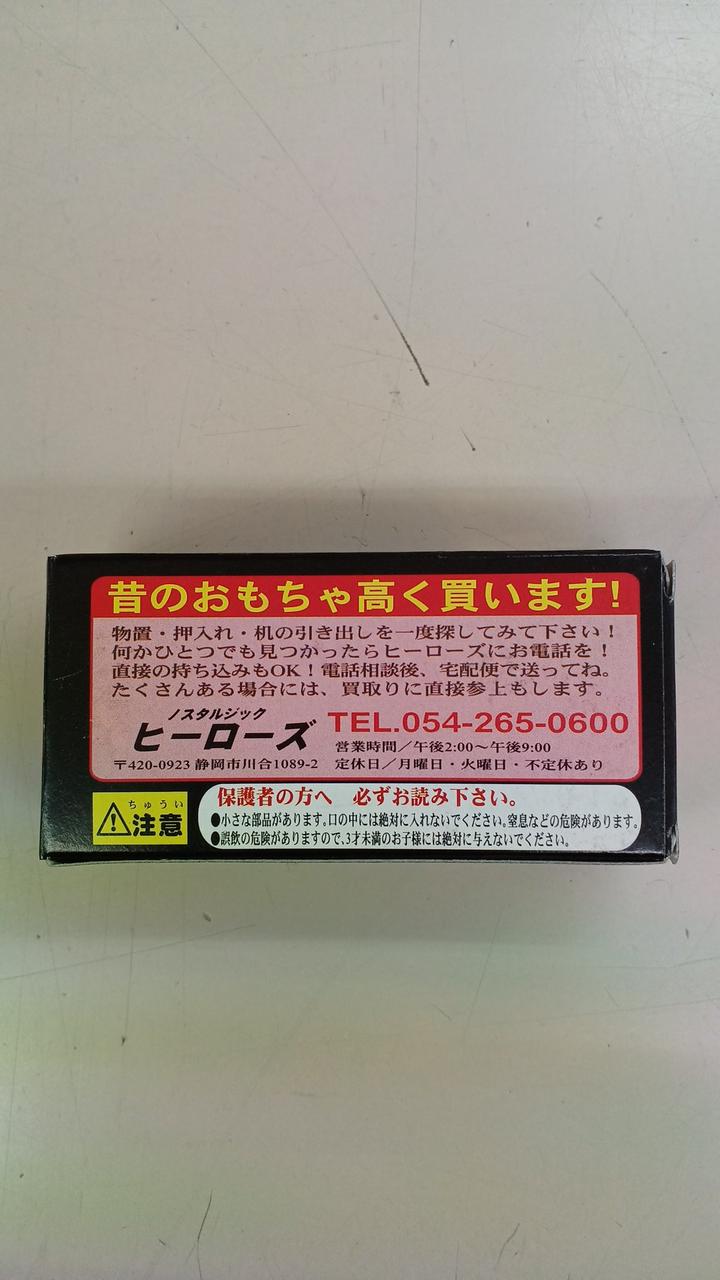 昔のおもちゃ高く買います!
物置・押入れ・机の引き出しを一度探してみて下さい!
何かひとつでも見つかったらヒーローズにお電話を!
直接の持ち込みもOK!電話相談後、宅配便で送ってね。
たくさんある場合には、買取りに直接参上もします。
ノスタルジック
ヒーローズ
〒420-0923 静岡市川合1089-2
TEL.054-265-0600
営業時間/午後2:00〜午後9:00
定休日/月曜日・火曜日・不定休あり
ちゅうい
注意
保護者の方へ 必ずお読み下さい。
●小さな部品があります。口の中には絶対に入れないでください。窒息などの危険があります。
●誤飲の危険がありますので、3才未満のお子様には絶対に与えないでください。